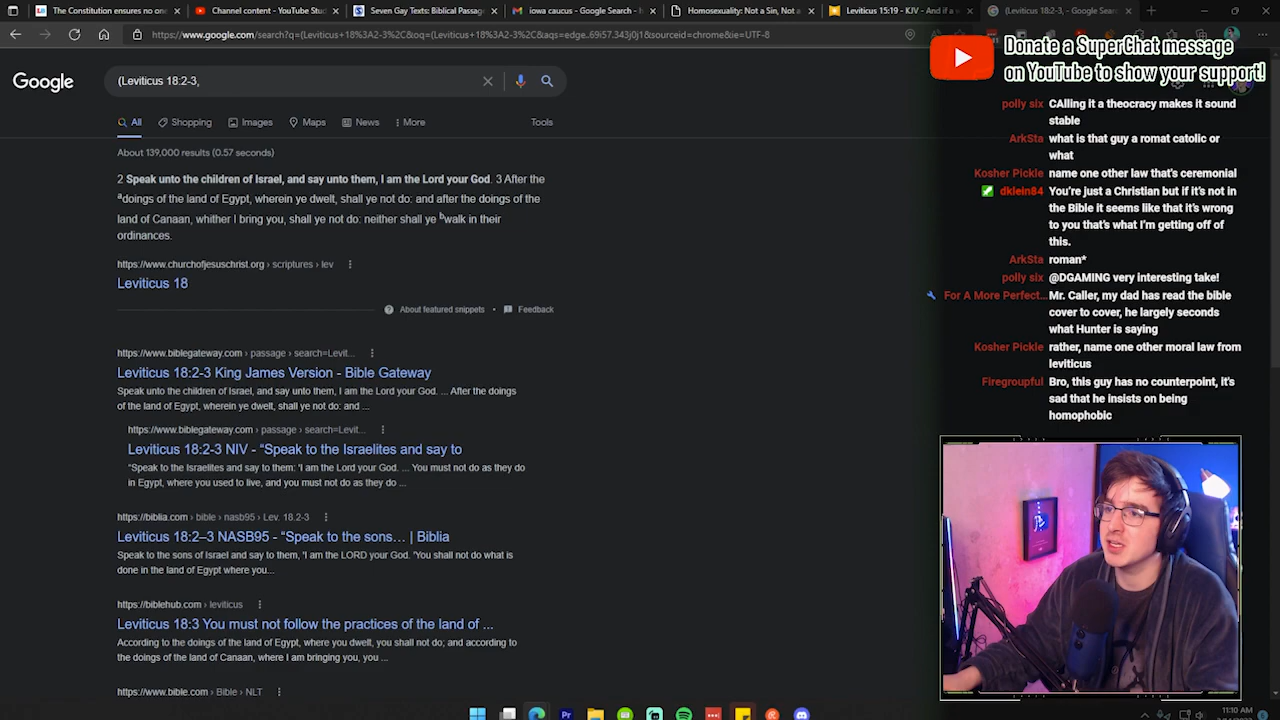 The Constitution ensures no one
Channel content - YouTube Stu
Seven Gay Texts: Biblical Pa
iowa caucus - Google Search
Homosexuality: Not a Sin, Not a
Leviticus 15:19 - KJV - And if a w
(Leviticus 18:2-3, - Google Sear
https://www.google.com/search?q=(Leviticus+18%3A2-3%2C&oq=(Leviticus+18%3A2-3%2C&aqs=edge..69i57.343j0j1&sourceid=chrome&ie=UTF-8
Donate a SuperChat message
on YouTube to show your support!
Google
(Leviticus 18:2-3,
All
Shopping
Images
Maps
News
More
Tools
About 139,000 results (0.57 seconds)
2 Speak unto the children of Israel, and say unto them, I am the Lord your God. 3 After the
doings of the land of Egypt, wherein ye dwelt, shall ye not do: and after the doings of the
land of Canaan, whither I bring you, shall ye not do: neither shall ye walk in their
ordinances.
https://www.churchofjesuschrist.org › scriptures › lev
Leviticus 18
About featured snippets
Feedback
https://www.biblegateway.com › passage › search=Levit...
Leviticus 18:2-3 King James Version - Bible Gateway
Speak unto the children of Israel, and say unto them, I am the Lord your God. ... After the doings
of the land of Egypt, wherein ye dwelt, shall ye not do: and ...
https://www.biblegateway.com › passage › search=Levit...
Leviticus 18:2-3 NIV - “Speak to the Israelites and say to
“Speak to the Israelites and say to them: 'I am the Lord your God. ... You must not do as they do
in Egypt, where you used to live, and you must not do as they do ...
https://biblia.com › bible › nasb95 › Lev. 18.2-3
Leviticus 18:2–3 NASB95 - “Speak to the sons… | Biblia
Speak to the sons of Israel and say to them, 'I am the LORD your God. 'You shall not do what is
done in the land of Egypt where you...
https://biblehub.com › leviticus
Leviticus 18:3 You must not follow the practices of the land of ...
According to the doings of the land of Egypt, where you dwelt, you shall not do; and according to
the doings of the land of Canaan, where I am bringing you, you ...
https://www.bible.com › Bible › NLT
polly six CAlling it a theocracy makes it sound
stable
ArkSta what is that guy a romat catolic or
what
Kosher Pickle name one other law that's ceremonial
dklein84 You're just a Christian but if it's not in
the Bible it seems like that it's wrong
to you that's what I'm getting off of
this.
ArkSta roman*
polly six @DGAMING very interesting take!
For A More Perfect... Mr. Caller, my dad has read the bible
cover to cover, he largely seconds
what Hunter is saying
Kosher Pickle rather, name one other moral law from
leviticus
Firegroupful Bro, this guy has no counterpoint, it's
sad that he insists on being
homophobic
11:10 AM